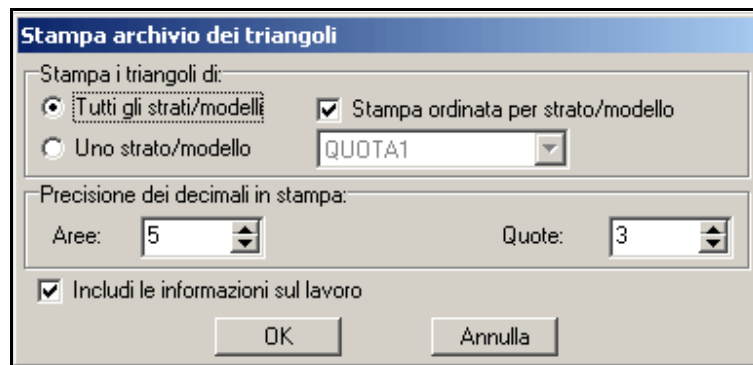 Stampa archivio dei triangoli
Stampa i triangoli di:
Tutti gli strati/modelli
Stampa ordinata per strato/modello
Uno strato/modello
QUOTA1
Precisione dei decimali in stampa:
Aree: 5
Quote: 3
Includi le informazioni sul lavoro
OK
Annulla